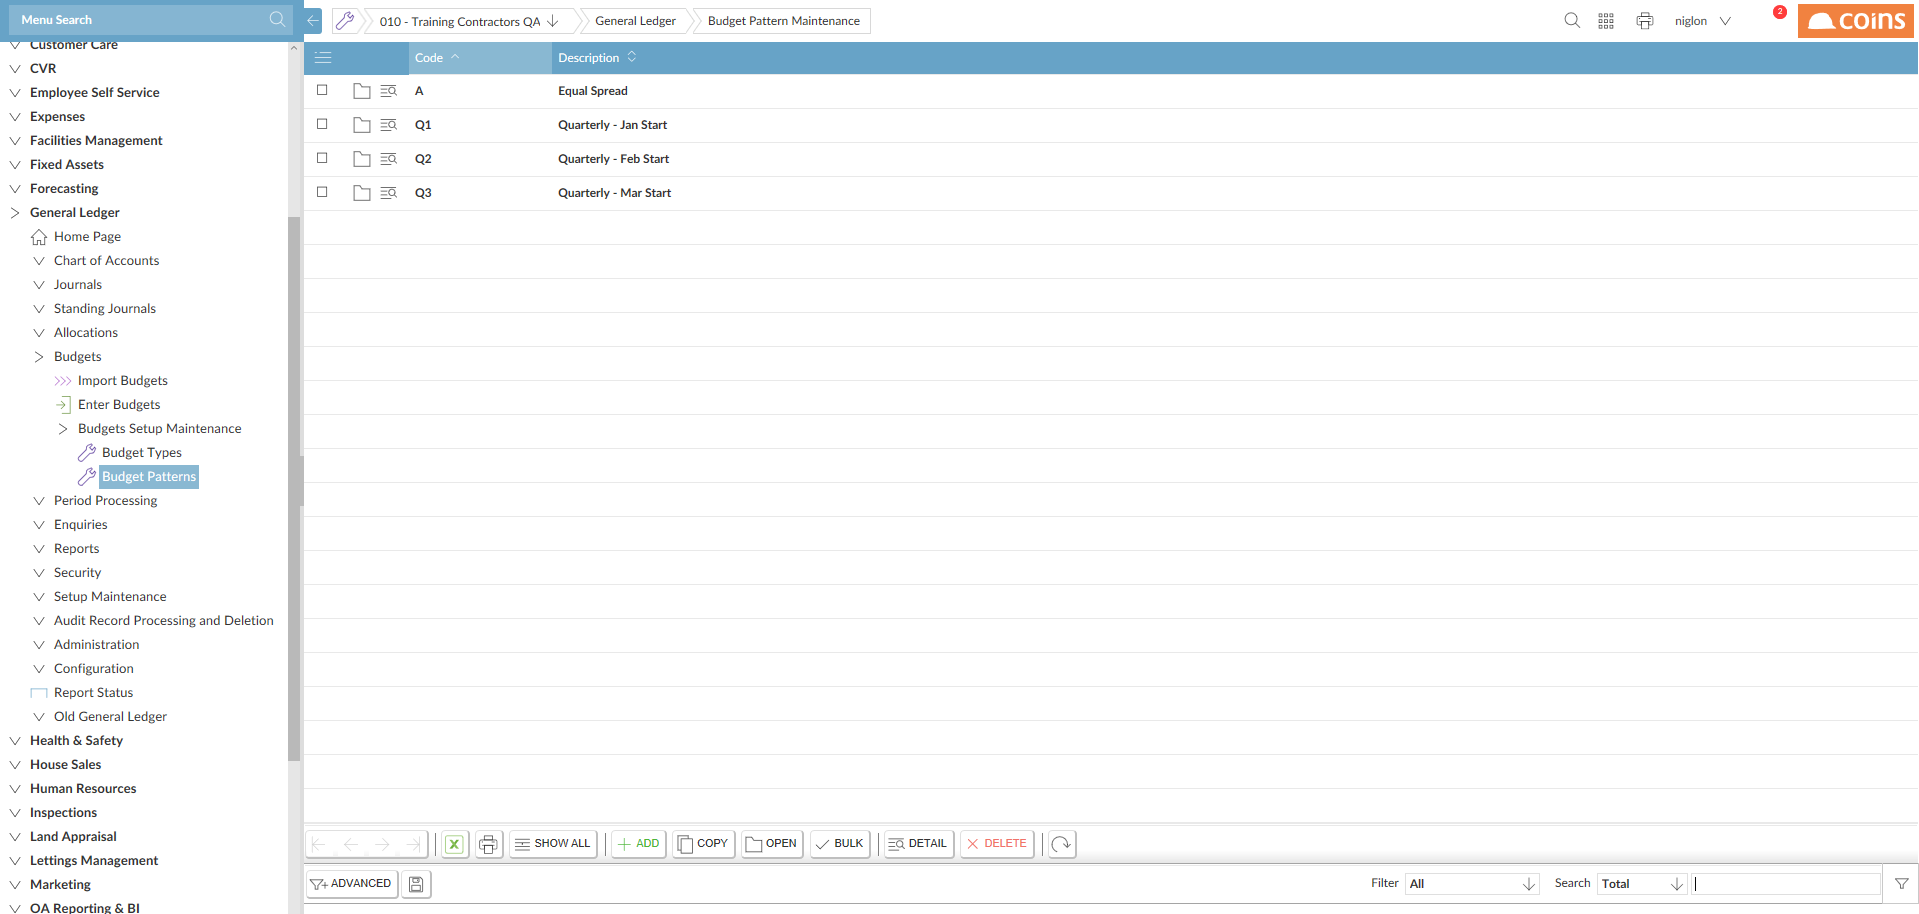 Menu Search
010 - Training Contractors QA
General Ledger
Budget Pattern Maintenance
niglon
2
coins
Customer Care
CVR
Employee Self Service
Expenses
Facilities Management
Fixed Assets
Forecasting
General Ledger
Home Page
Chart of Accounts
Journals
Standing Journals
Allocations
Budgets
Import Budgets
Enter Budgets
Budgets Setup Maintenance
Budget Types
Budget Patterns
Period Processing
Enquiries
Reports
Security
Setup Maintenance
Audit Record Processing and Deletion
Administration
Configuration
Report Status
Old General Ledger
Health & Safety
House Sales
Human Resources
Inspections
Land Appraisal
Lettings Management
Marketing
OA Reporting & BI
Code Description
A Equal Spread
Q1 Quarterly - Jan Start
Q2 Quarterly - Feb Start
Q3 Quarterly - Mar Start
SHOW ALL ADD COPY OPEN BULK DETAIL DELETE
ADVANCED Filter All Search Total